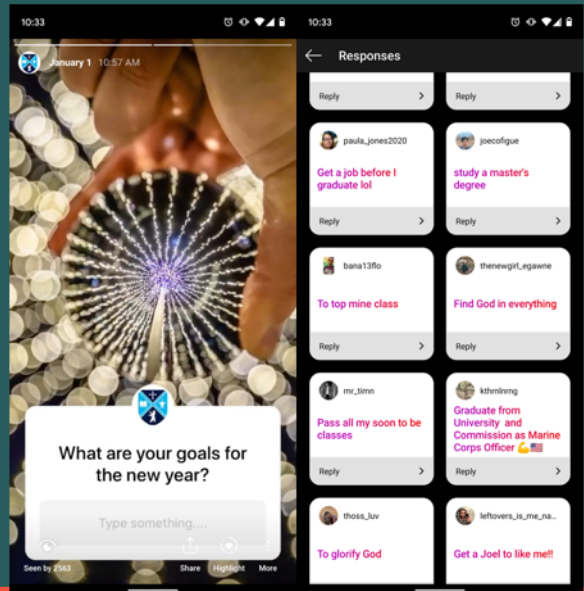 10:33
January 1 10:57 AM
What are your goals for
the new year?
Type something....
Seen by 2563
Share
Highlight
More
10:33
Responses
Reply
Reply
paula_jones2020
Get a job before I
graduate lol
Reply
joecofigue
study a master's
degree
Reply
bana13flo
To top mine class
Reply
thenewgirl_egawne
Find God in everything
Reply
mr_timn
Pass all my soon to be
classes
Reply
kthrnlnrng
Graduate from
University and
Commission as Marine
Corps Officer 💪🇺🇸
Reply
thoss_luv
To glorify God
leftovers_is_me_na...
Get a Joel to like me!!